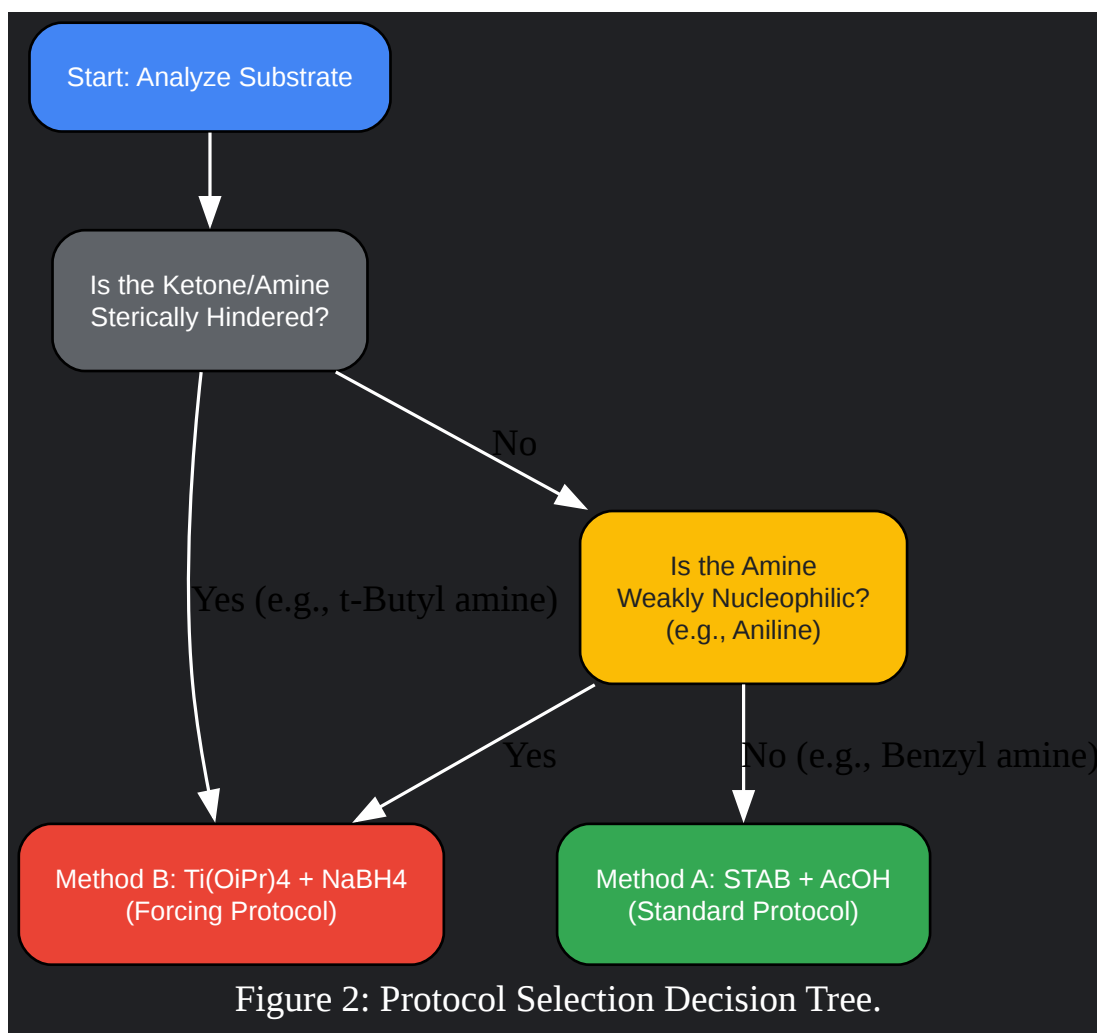 Start: Analyze Substrate
Is the Ketone/Amine
Sterically Hindered?
No
Is the Amine
Weakly Nucleophilic?
(e.g., Aniline)
Yes (e.g., t-Butyl amine)
Yes
No (e.g., Benzyl amine)
Method B: Ti(OiPr)4 + NaBH4
(Forcing Protocol)
Method A: STAB + AcOH
(Standard Protocol)
Figure 2: Protocol Selection Decision Tree.